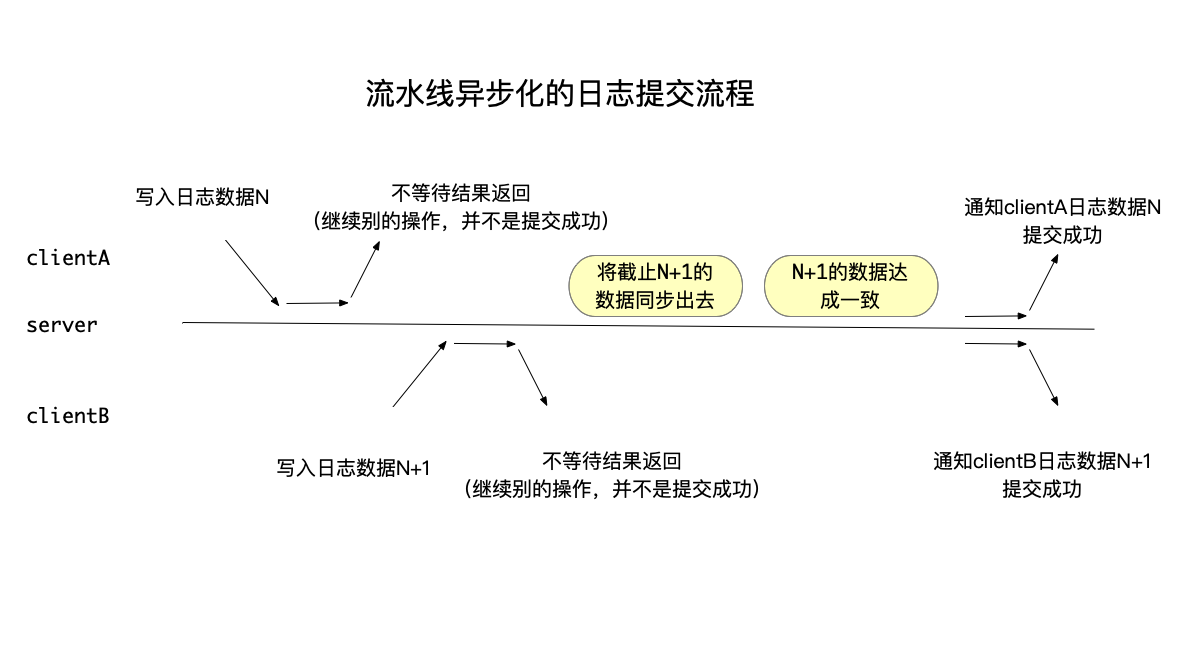 流水线异步化的日志提交流程
写入日志数据N
不等待结果返回
（继续别的操作，并不是提交成功）
通知clientA日志数据N
提交成功
clientA
将截止N+1的
数据同步出去
N+1的数据达
成一致
server
clientB
写入日志数据N+1
不等待结果返回
（继续别的操作，并不是提交成功）
通知clientB日志数据N+1
提交成功